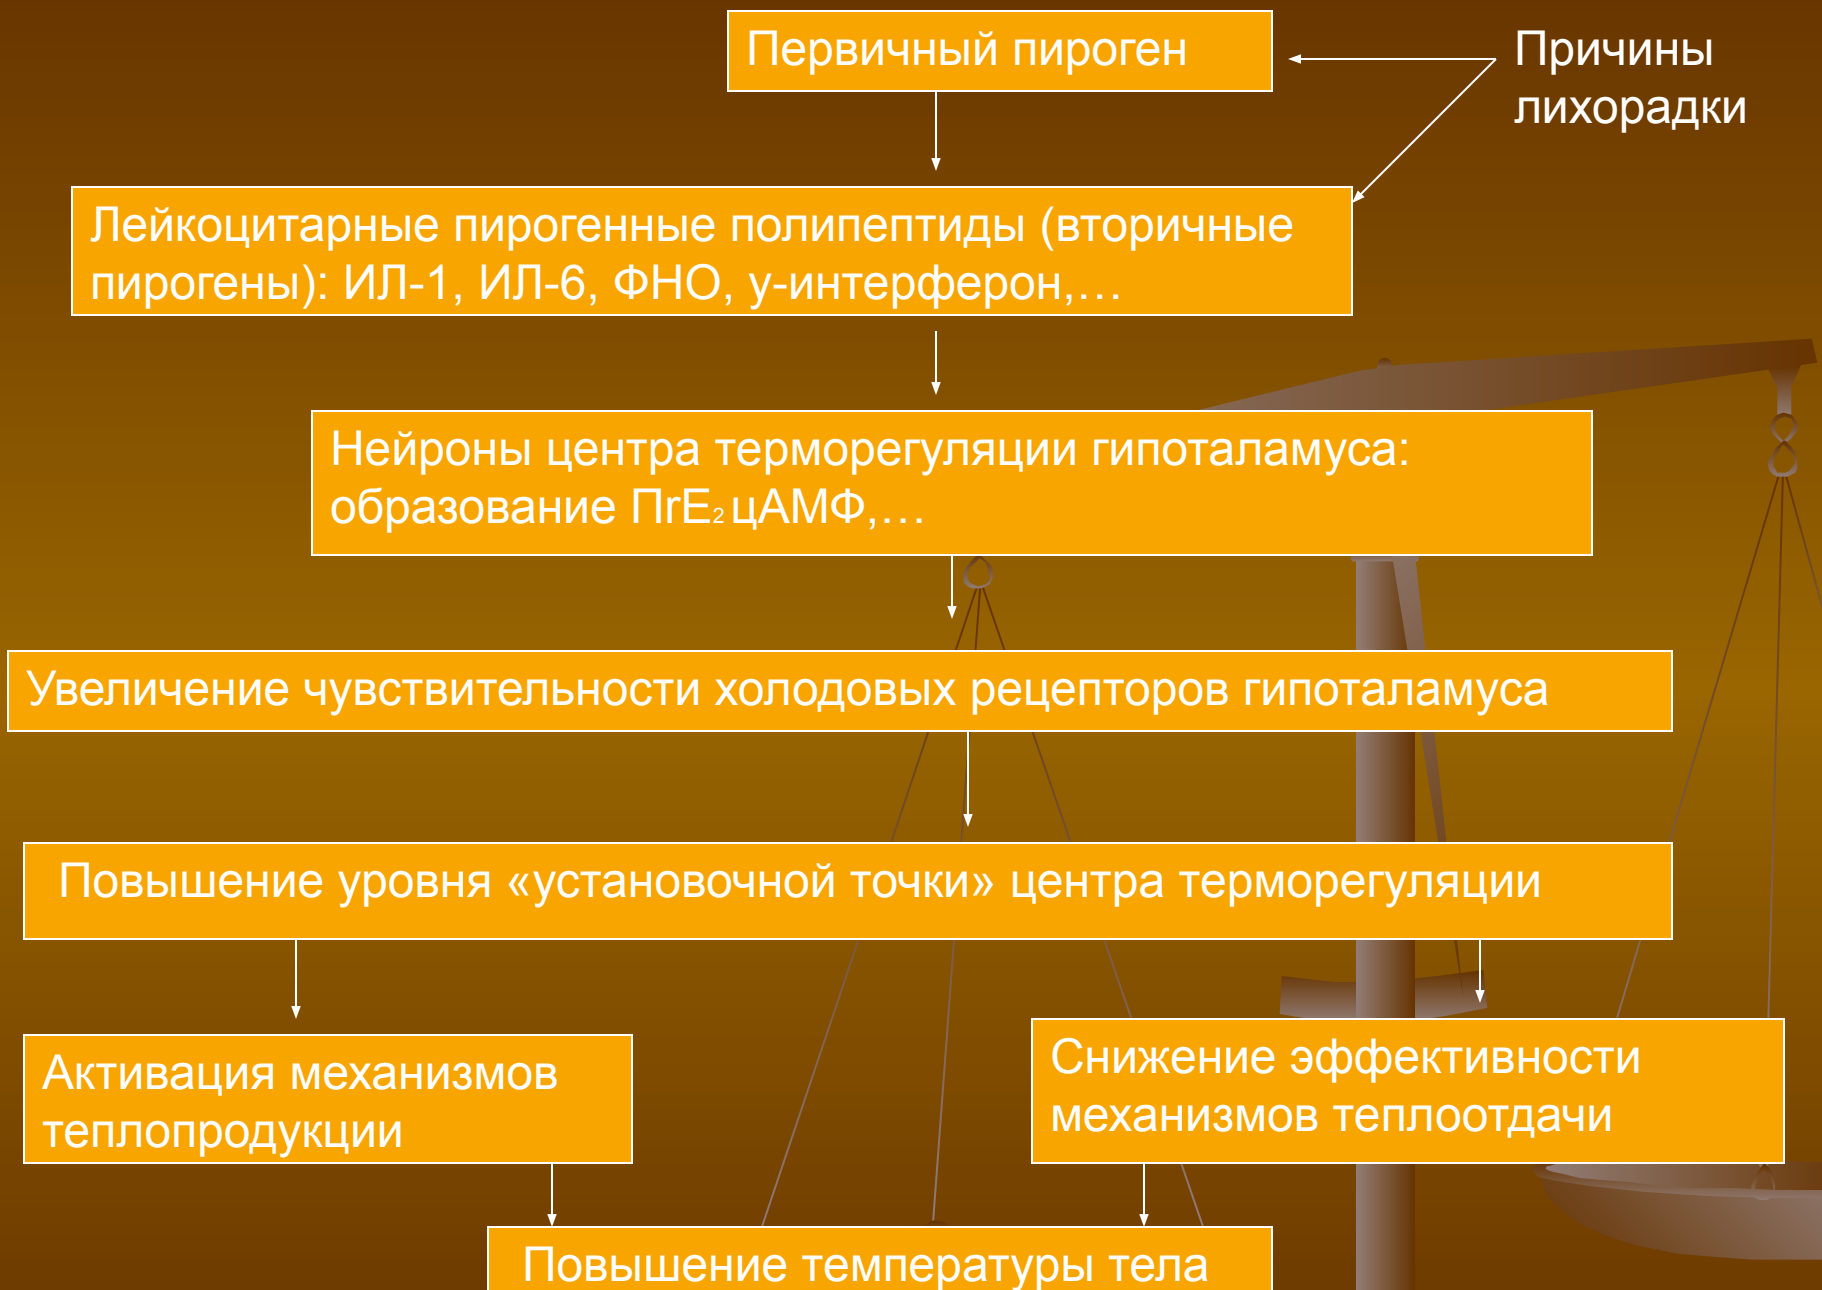 Первичный пироген
Причины
лихорадки
Лейкоцитарные пирогенные полипептиды (вторичные
пирогены): ИЛ-1, ИЛ-6, ФНО, у-интерферон,…
Нейроны центра терморегуляции гипоталамуса:
образование ПгЕ₂ цАМФ,…
Увеличение чувствительности холодовых рецепторов гипоталамуса
Повышение уровня «установочной точки» центра терморегуляции
Активация механизмов
теплопродукции
Снижение эффективности
механизмов теплоотдачи
Повышение температуры тела